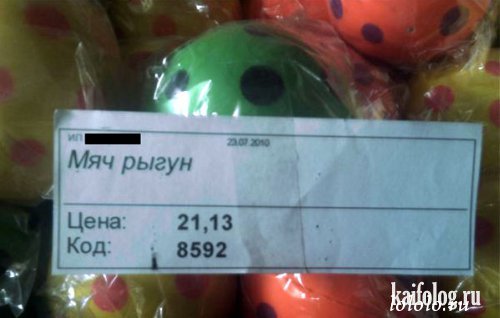 ИП
23.07.2010
Мяч рыгун
Цена: 21,13
Код: 8592
kaifolog.ru